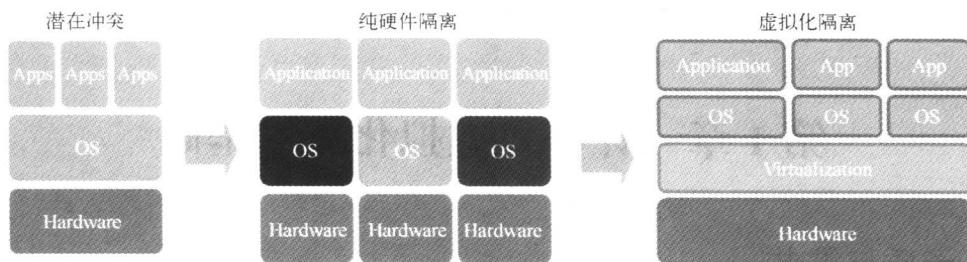 潜在冲突
纯硬件隔离
虚拟化隔离
Apps Apps Apps
Application Application Application
Application App App
OS
OS OS OS
OS OS OS
Virtualization
Hardware
Hardware Hardware Hardware
Hardware